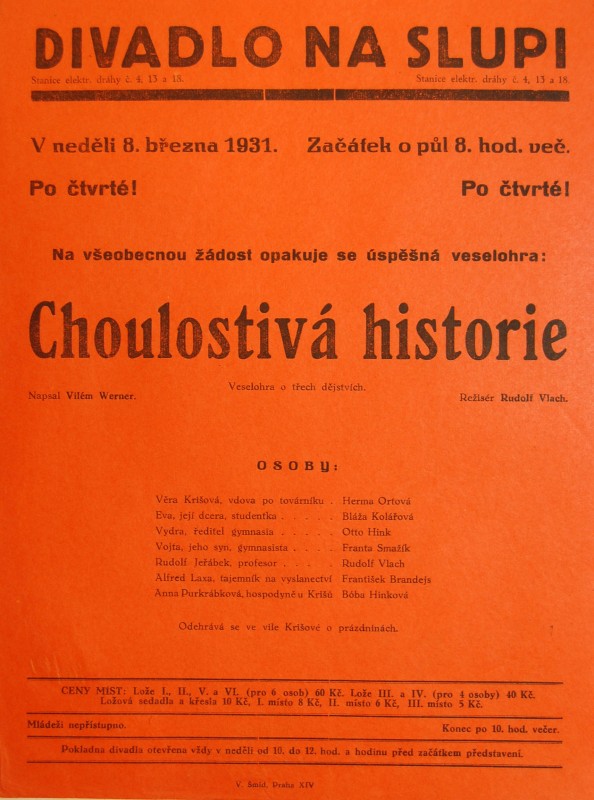 DIVADLO NA SLUPI
Stanice elektr. dráhy č. 4, 13 a 18. Stanice elektr. dráhy č. 4, 13 a 18.
V neděli 8. března 1931. Začátek o půl 8. hod. več.
Po čtvrté! Po čtvrté!
Na všeobecnou žádost opakuje se úspěšná veselohra:
Choulostivá historie
Veselohra o třech dějstvích.
Napsal Vilém Werner. Režisér Rudolf Vlach.
OSOBY:
Věra Krišová, vdova po továrníku . Herma Ortová
Eva, její dcera, studentka . . . . . Bláža Kolářová
Vydra, ředitel gymnasia . . . . . Otto Hink
Vojta, jeho syn, gymnasista . . . . Franta Smažík
Rudolf Jeřábek, profesor . . . . Rudolf Vlach
Alfred Laxa, tajemník na vyslanectví František Brandejs
Anna Purkrábková, hospodyně u Krišů Bóba Hinková
Odehrává se ve vile Krišové o prázdninách.
CENY MÍST: Lože I., II., V. a VI. (pro 6 osob) 60 Kč. Lože III. a IV. (pro 4 osoby) 40 Kč.
Ložová sedadla a křesla 10 Kč, I. místo 8 Kč, II. místo 6 Kč, III. místo 5 Kč.
Mládeži nepřístupno. Konec po 10. hod. večer.
Pokladna divadla otevřena vždy v neděli od 10. do 12. hod. a hodinu před začátkem představení.
V. Šmíd, Praha XIV